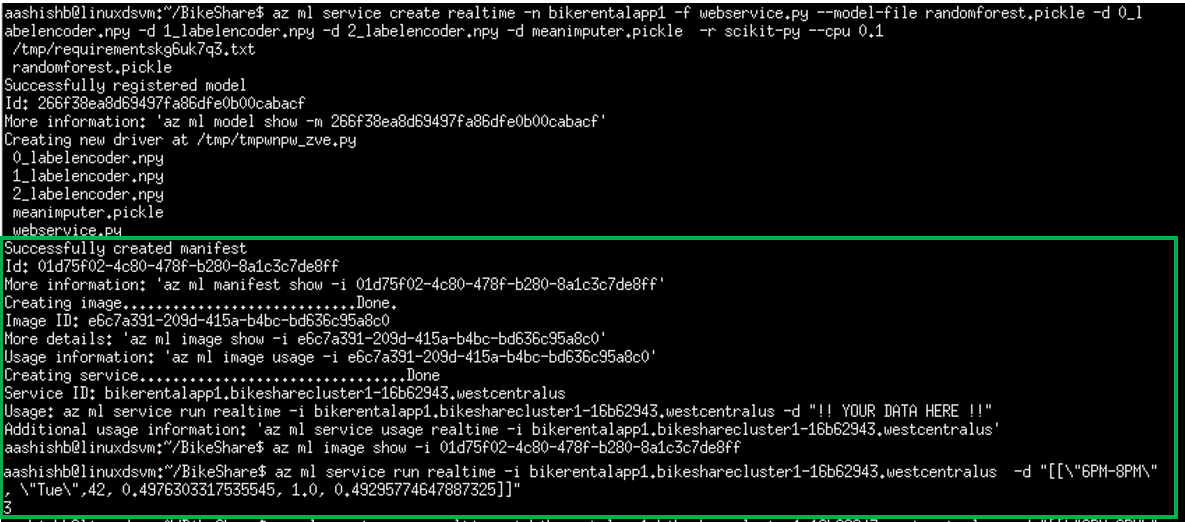 aashishb@linuxdsvm:~/BikeShare$ az ml service create realtime -n bikerentalapp1 -f webservice.py --model-file randomforest.pickle -d 0_l
abelencoder.npy -d 1_labelencoder.npy -d 2_labelencoder.npy -d meanimputer.pickle  -r scikit-py --cpu 0.1
 /tmp/requirementskg6uk7q3.txt
 randomforest.pickle
Successfully registered model
Id: 266f38ea8d69497fa86dfe0b00cabacf
More information: 'az ml model show -m 266f38ea8d69497fa86dfe0b00cabacf'
Creating new driver at /tmp/tmpwnpw_zve.py
 0_labelencoder.npy
 1_labelencoder.npy
 2_labelencoder.npy
 meanimputer.pickle
 webservice.py
Successfully created manifest
Id: 01d75f02-4c80-478f-b280-8a1c3c7de8ff
More information: 'az ml manifest show -i 01d75f02-4c80-478f-b280-8a1c3c7de8ff'
Creating image.............................Done.
Image ID: e6c7a391-209d-415a-b4bc-bd636c95a8c0
More details: 'az ml image show -i e6c7a391-209d-415a-b4bc-bd636c95a8c0'
Usage information: 'az ml image usage -i e6c7a391-209d-415a-b4bc-bd636c95a8c0'
Creating service.................................Done
Service ID: bikerentalapp1.bikesharecluster1-16b62943.westcentralus
Usage: az ml service run realtime -i bikerentalapp1.bikesharecluster1-16b62943.westcentralus -d "!! YOUR DATA HERE !!"
Additional usage information: 'az ml service usage realtime -i bikerentalapp1.bikesharecluster1-16b62943.westcentralus'
aashishb@linuxdsvm:~/BikeShare$ az ml image show -i 01d75f02-4c80-478f-b280-8a1c3c7de8ff
aashishb@linuxdsvm:~/BikeShare$ az ml service run realtime -i bikerentalapp1.bikesharecluster1-16b62943.westcentralus  -d "[[\"6PM-8PM\"
, \"Tue\",42, 0.4976303317535545, 1.0, 0.49295774647887325]]"
3